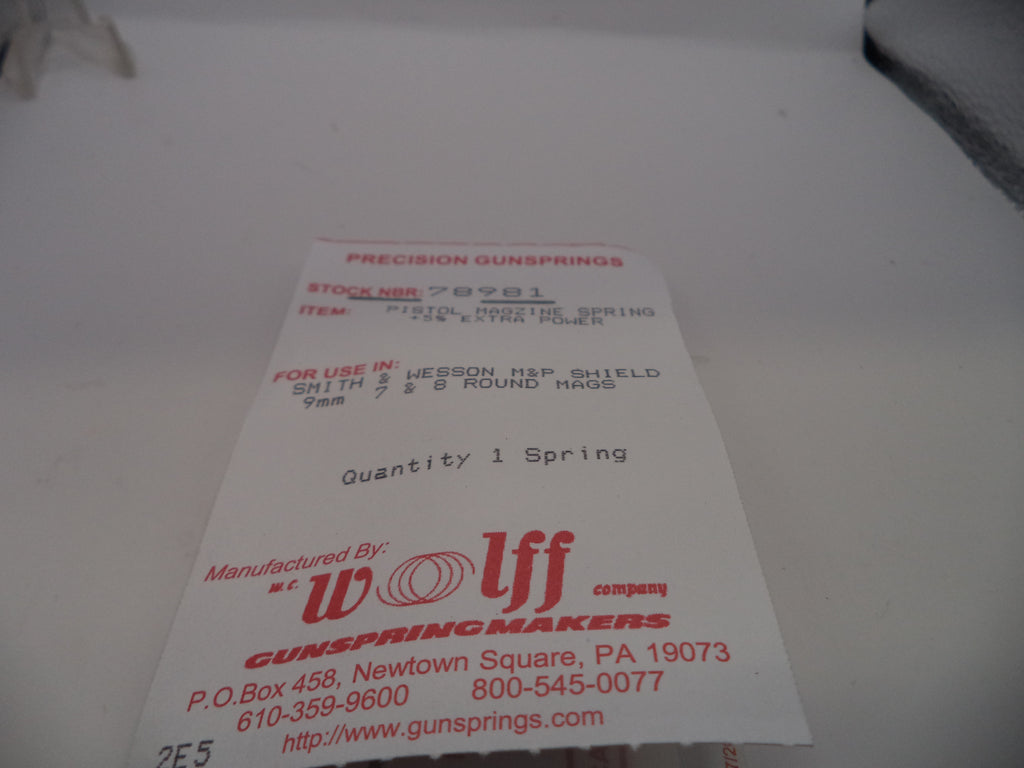 PRECISION GUNSPRINGS
STOCK NBR: 78981
ITEM: PISTOL MAGZINE SPRING
+5% EXTRA POWER
FOR USE IN:
SMITH & WESSON M&P SHIELD
9mm 7 & 8 ROUND MAGS
Quantity 1 Spring
Manufactured By:
W.C. Wolff company
GUNSPRINGMAKERS
P.O.Box 458, Newtown Square, PA 19073
610-359-9600 800-545-0077
http://www.gunsprings.com
2E5